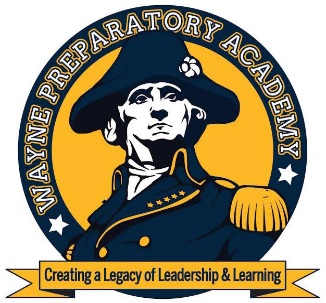 WAYNE PREPARATORY ACADEMY
Creating a Legacy of Leadership & Learning